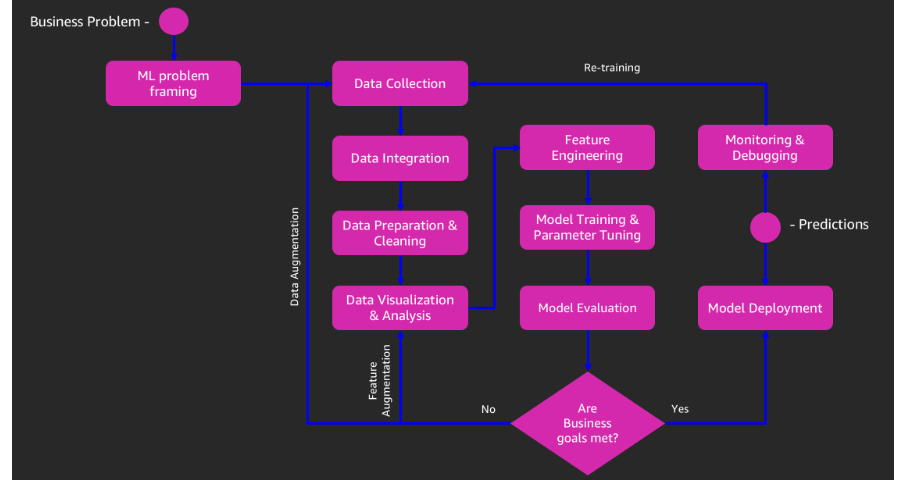 Business Problem -
ML problem
framing
Data Collection
Re-training
Data Integration
Feature
Engineering
Monitoring &
Debugging
Data Preparation &
Cleaning
Model Training &
Parameter Tuning
- Predictions
Data Augmentation
Data Visualization
& Analysis
Model Evaluation
Model Deployment
Feature
Augmentation
No
Are
Business
goals met?
Yes